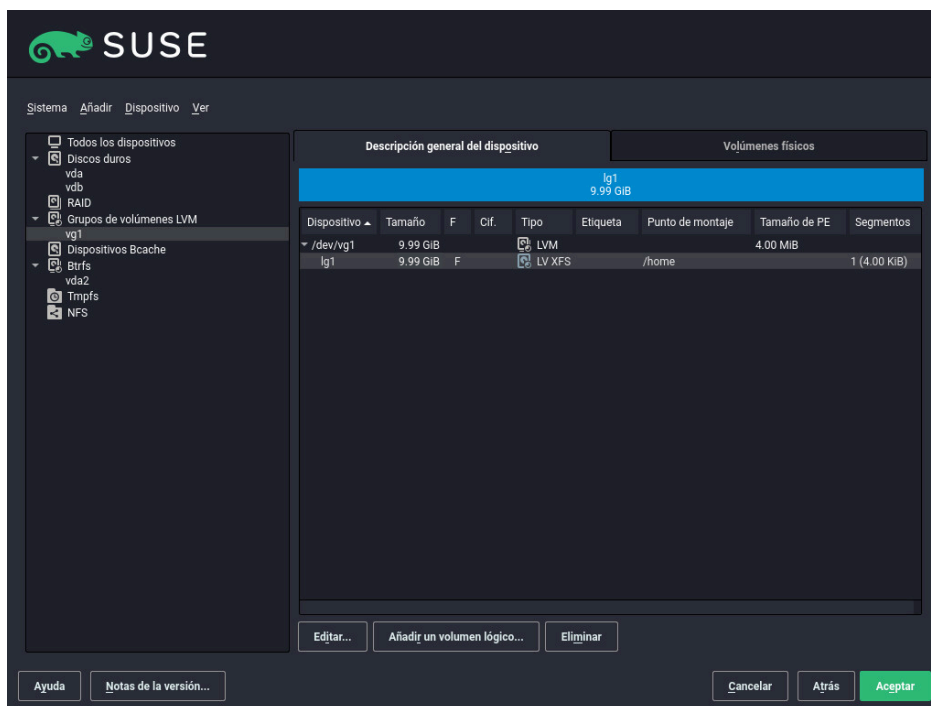 SUSE
Sistema Añadir Dispositivo Ver
Todos los dispositivos
Discos duros
vda
vdb
RAID
Grupos de volúmenes LVM
vg1
Dispositivos Bcache
Btrfs
vda2
Tmpfs
NFS
Descripción general del dispositivo Volúmenes físicos
lg1
9.99 GiB
Dispositivo Tamaño F Cif. Tipo Etiqueta Punto de montaje Tamaño de PE Segmentos
/dev/vg1 9.99 GiB LVM 4.00 MiB
lg1 9.99 GiB F LV XFS /home 1 (4.00 KiB)
Editar... Añadir un volumen lógico... Eliminar
Ayuda Notas de la versión... Cancelar Atrás Aceptar